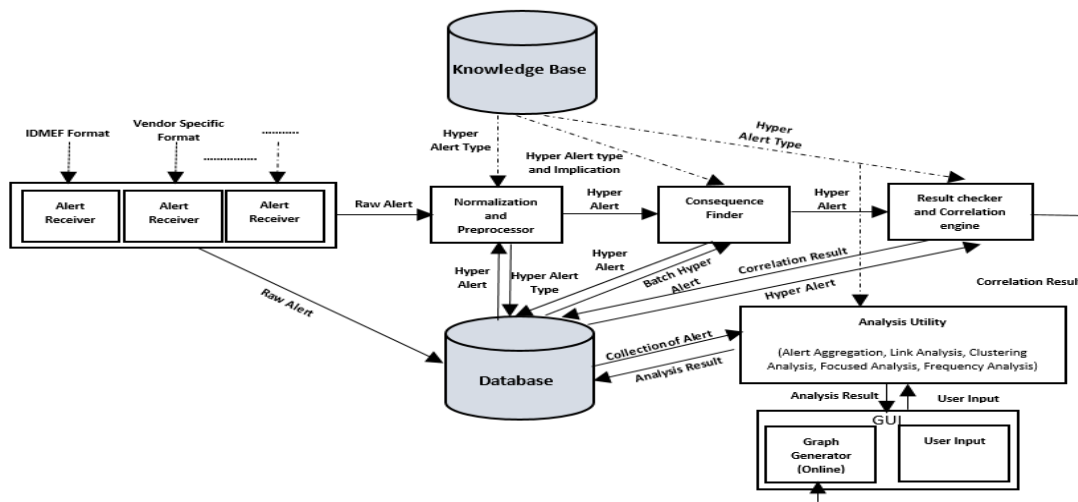 Knowledge Base
IDMEF Format
Vendor Specific
Format
...........
...............
Hyper
Alert Type
Hyper Alert type
and Implication
Hyper
Alert Type
Alert
Receiver
Alert
Receiver
Alert
Receiver
Raw Alert
Normalization
and
Preprocessor
Hyper
Alert
Consequence
Finder
Hyper
Alert
Result checker
and Correlation
engine
Raw Alert
Hyper
Alert
Hyper Alert
Type
Hyper
Alert
Batch Hyper
Alert
Correlation Result
Hyper Alert
Correlation Result
Database
Collection of Alert
Analysis Result
Analysis Utility
(Alert Aggregation, Link Analysis, Clustering
Analysis, Focused Analysis, Frequency Analysis)
Analysis Result
User Input
GUI
Graph
Generator
(Online)
User Input